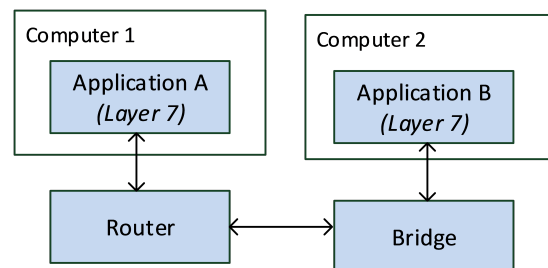 Computer 1
Application A
(Layer 7)
Computer 2
Application B
(Layer 7)
Router
Bridge